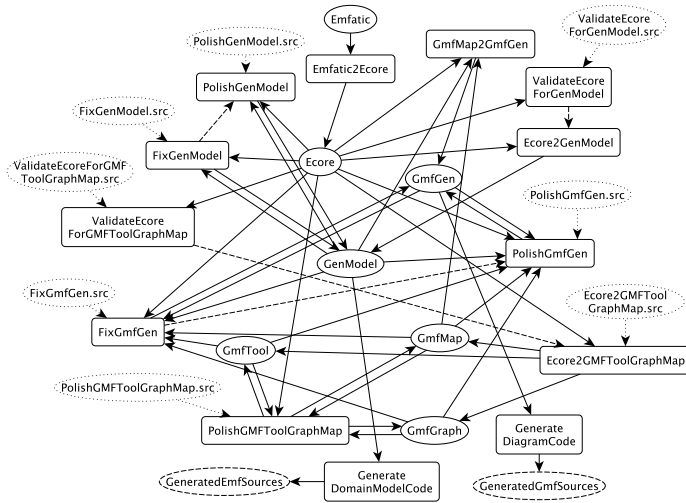 Emfatic
PolishGenModel.src
GmfMap2GmfGen
ValidateEcore
ForGenModel.src
Emfatic2Ecore
PolishGenModel
ValidateEcore
ForGenModel
FixGenModel.src
FixGenModel
Ecore
Ecore2GenModel
ValidateEcoreForGMF
ToolGraphMap.src
GmfGen
PolishGmfGen.src
ValidateEcore
ForGMFToolGraphMap
GenModel
PolishGmfGen
FixGmfGen.src
Ecore2GMFTool
GraphMap.src
FixGmfGen
GmfTool
GmfMap
Ecore2GMFToolGraphMap
PolishGMFToolGraphMap.src
PolishGMFToolGraphMap
GmfGraph
Generate
DiagramCode
GeneratedEmfSources
Generate
DomainModelCode
GeneratedGmfSources